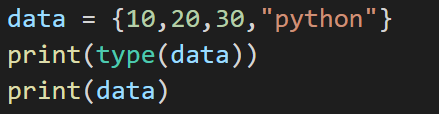 data = {10,20,30,"python"}
print(type(data))
print(data)